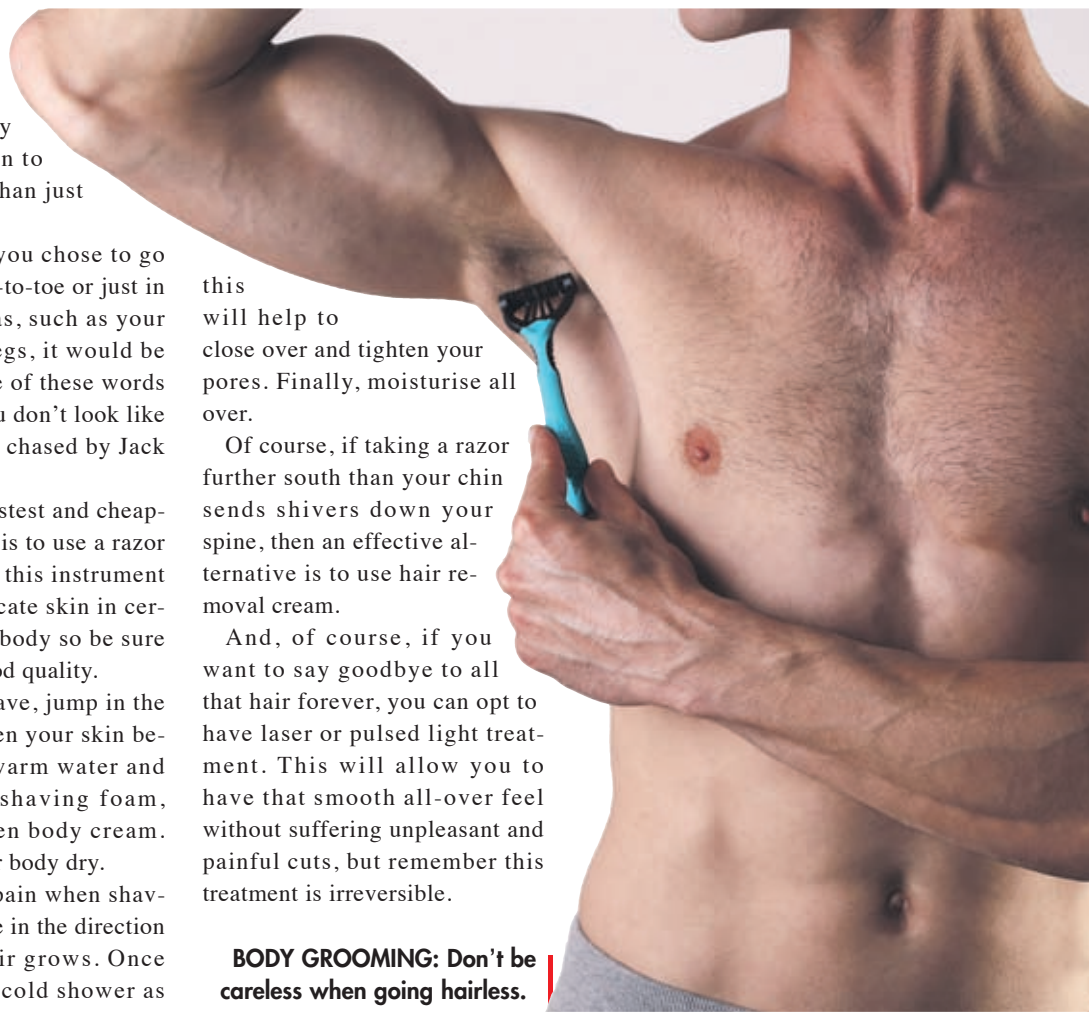 y
n to
han just
you chose to go
-to-toe or just in
as, such as your
egs, it would be
e of these words
u don't look like
chased by Jack
stest and cheap-
is to use a razor
this instrument
cate skin in cer-
body so be sure
od quality.
ave, jump in the
en your skin be-
warm water and
shaving foam,
en body cream.
r body dry.
pain when shav-
e in the direction
ir grows. Once
cold shower as
this
will help to
close over and tighten your
pores. Finally, moisturise all
over.
Of course, if taking a razor
further south than your chin
sends shivers down your
spine, then an effective al-
ternative is to use hair re-
moval cream.
And, of course, if you
want to say goodbye to all
that hair forever, you can opt to
have laser or pulsed light treat-
ment. This will allow you to
have that smooth all-over feel
without suffering unpleasant and
painful cuts, but remember this
treatment is irreversible.
BODY GROOMING: Don't be
careless when going hairless.